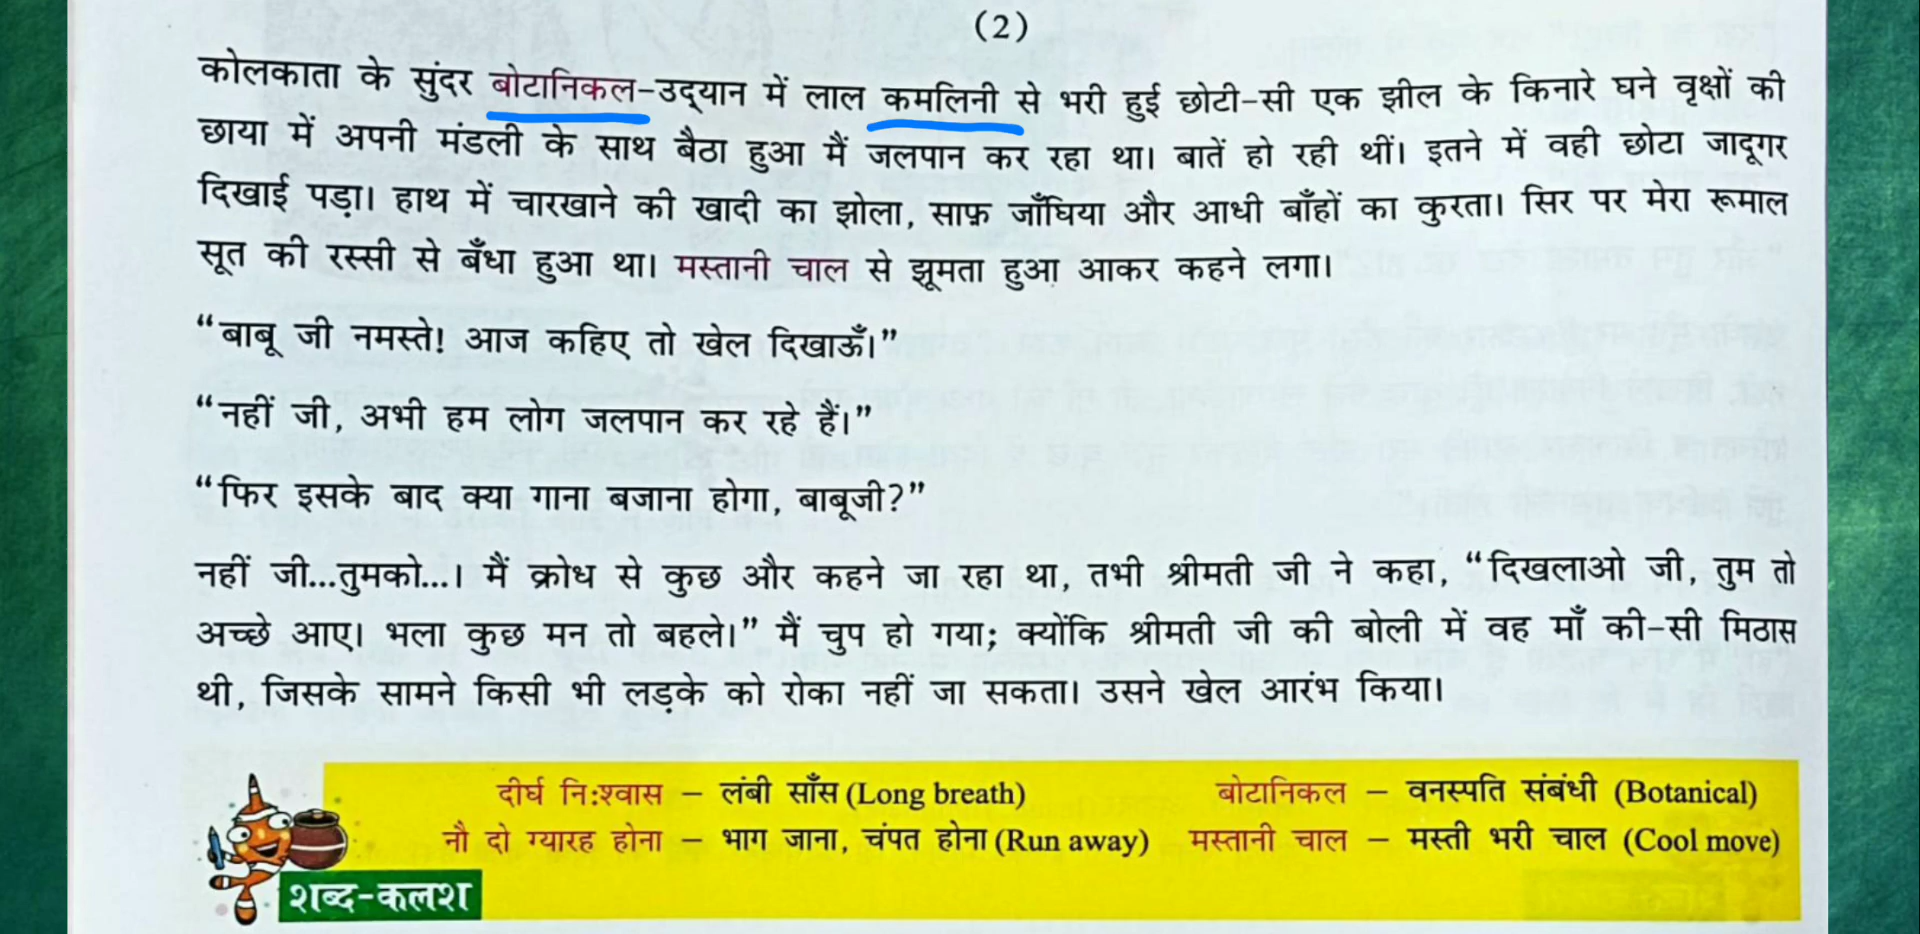 (2)
कोलकाता के सुंदर बोटानिकल-उद्यान में लाल कमलिनी से भरी हुई छोटी-सी एक झील के किनारे घने वृक्षों की
छाया में अपनी मंडली के साथ बैठा हुआ मैं जलपान कर रहा था। बातें हो रही थीं। इतने में वही छोटा जादूगर
दिखाई पड़ा। हाथ में चारखाने की खादी का झोला, साफ़ जाँघिया और आधी बाँहों का कुरता। सिर पर मेरा रूमाल
सूत की रस्सी से बँधा हुआ था। मस्तानी चाल से झूमता हुआ आकर कहने लगा।
“बाबू जी नमस्ते! आज कहिए तो खेल दिखाऊँ।”
“नहीं जी, अभी हम लोग जलपान कर रहे हैं।”
“फिर इसके बाद क्या गाना बजाना होगा, बाबूजी?”
नहीं जी...तुमको...। मैं क्रोध से कुछ और कहने जा रहा था, तभी श्रीमती जी ने कहा, “दिखलाओ जी, तुम तो
अच्छे आए। भला कुछ मन तो बहले।” मैं चुप हो गया; क्योंकि श्रीमती जी की बोली में वह माँ की-सी मिठास
थी, जिसके सामने किसी भी लड़के को रोका नहीं जा सकता। उसने खेल आरंभ किया।
दीर्घ नि:श्वास – लंबी साँस (Long breath) बोटानिकल – वनस्पति संबंधी (Botanical)
नौ दो ग्यारह होना – भाग जाना, चंपत होना (Run away) मस्तानी चाल – मस्ती भरी चाल (Cool move)
शब्द-कलश